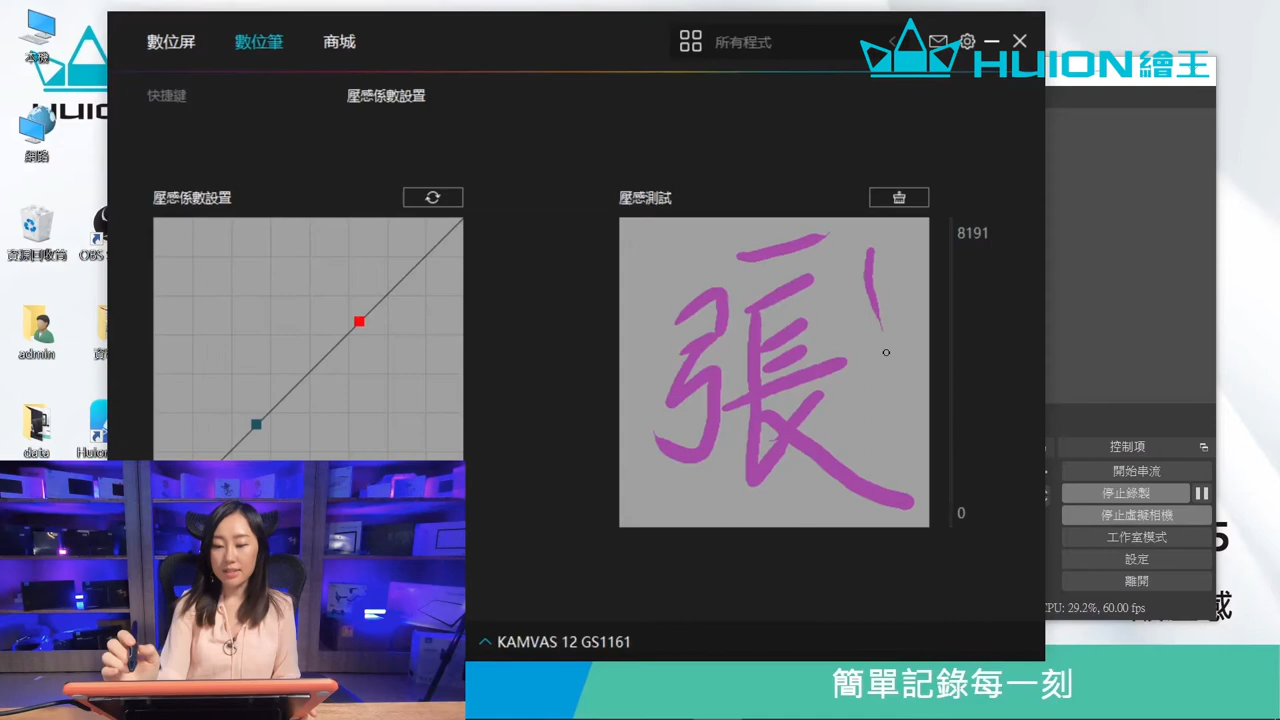 數位屏 數位筆 商城 所有程式
HUION 繪王
快捷鍵 壓感係數設置
壓感係數設置 壓感測試
8191
張
0
KAMVAS 12 GS1161
本機
網路
資源回收筒 OBS
admin
data Huion
控制項
開始串流
停止錄製
停止虛擬相機
工作室模式
設定
離開
CPU: 29.2%, 60.00 fps
簡單記錄每一刻